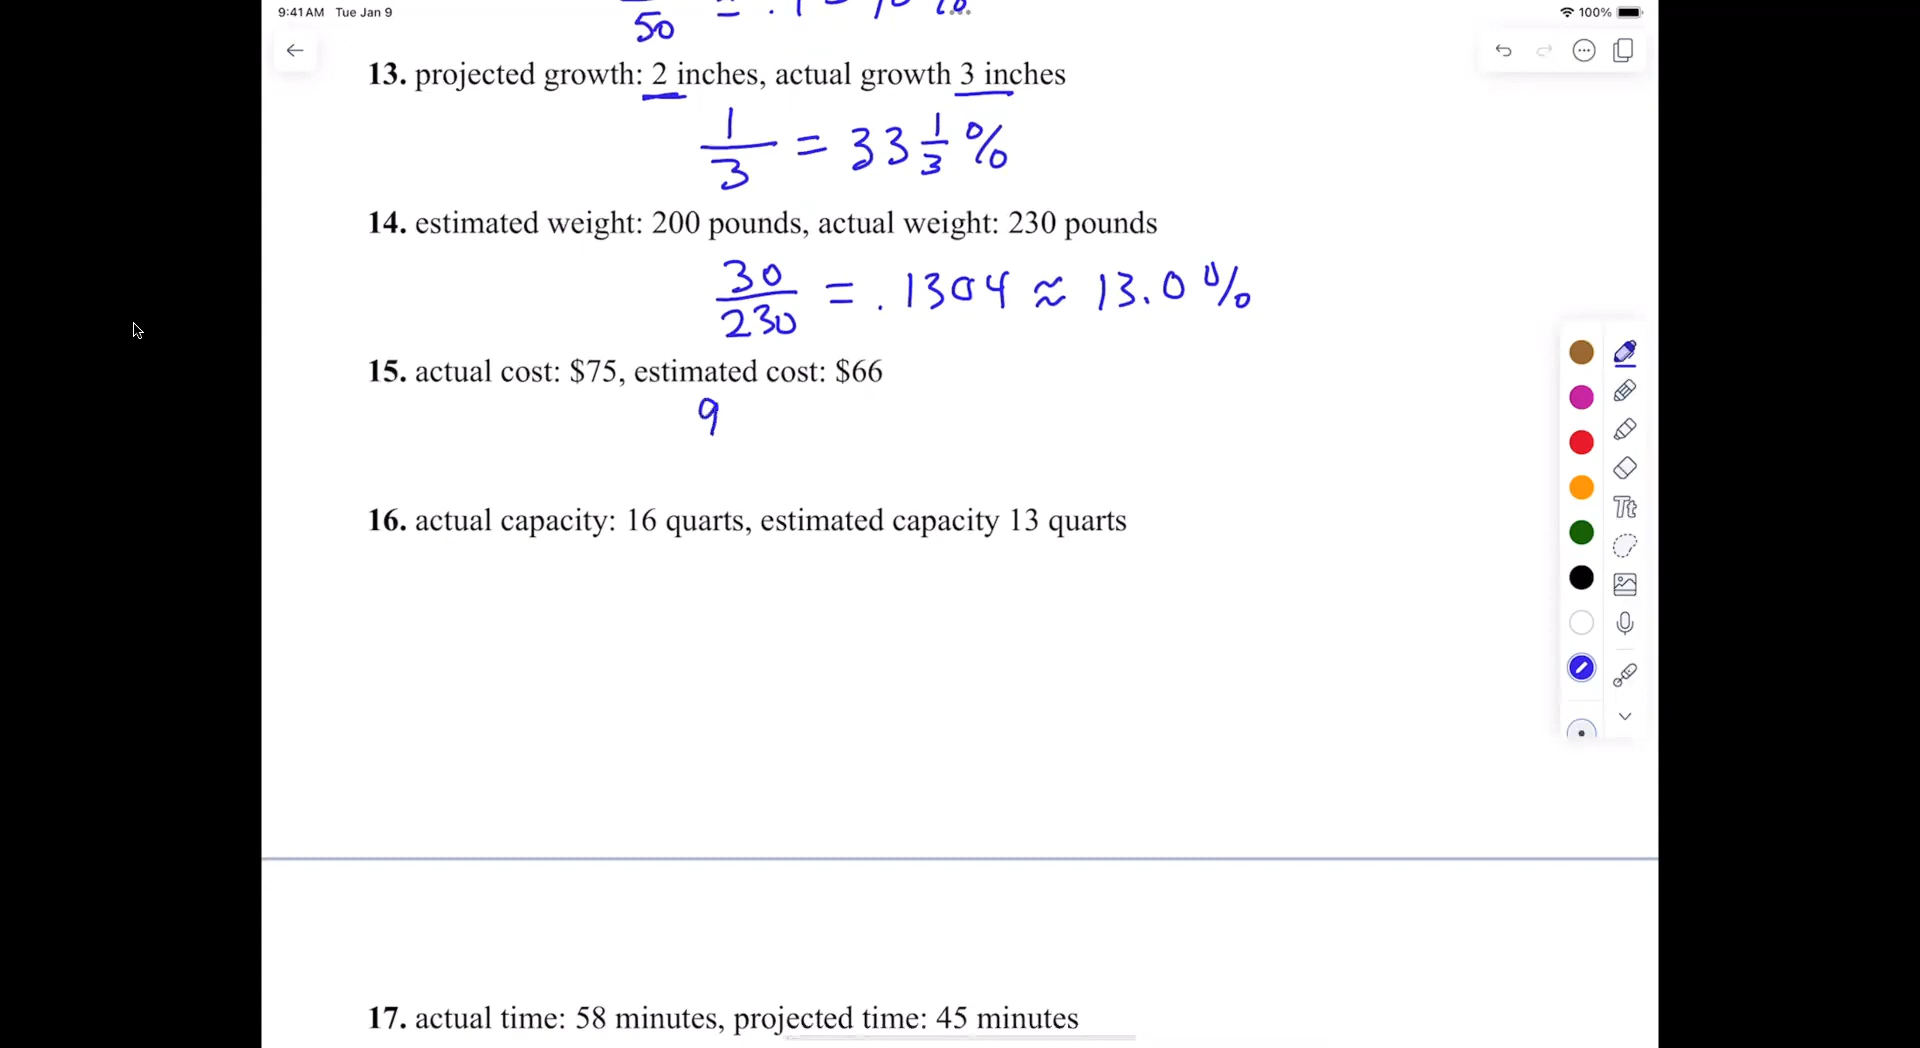 9:41 AM Tue Jan 9
100%
50
13. projected growth: 2 inches, actual growth 3 inches
1/3 = 33 1/3 %
14. estimated weight: 200 pounds, actual weight: 230 pounds
30/230 = .1304 ≈ 13.0%
15. actual cost: $75, estimated cost: $66
9
16. actual capacity: 16 quarts, estimated capacity 13 quarts
Tt
17. actual time: 58 minutes, projected time: 45 minutes